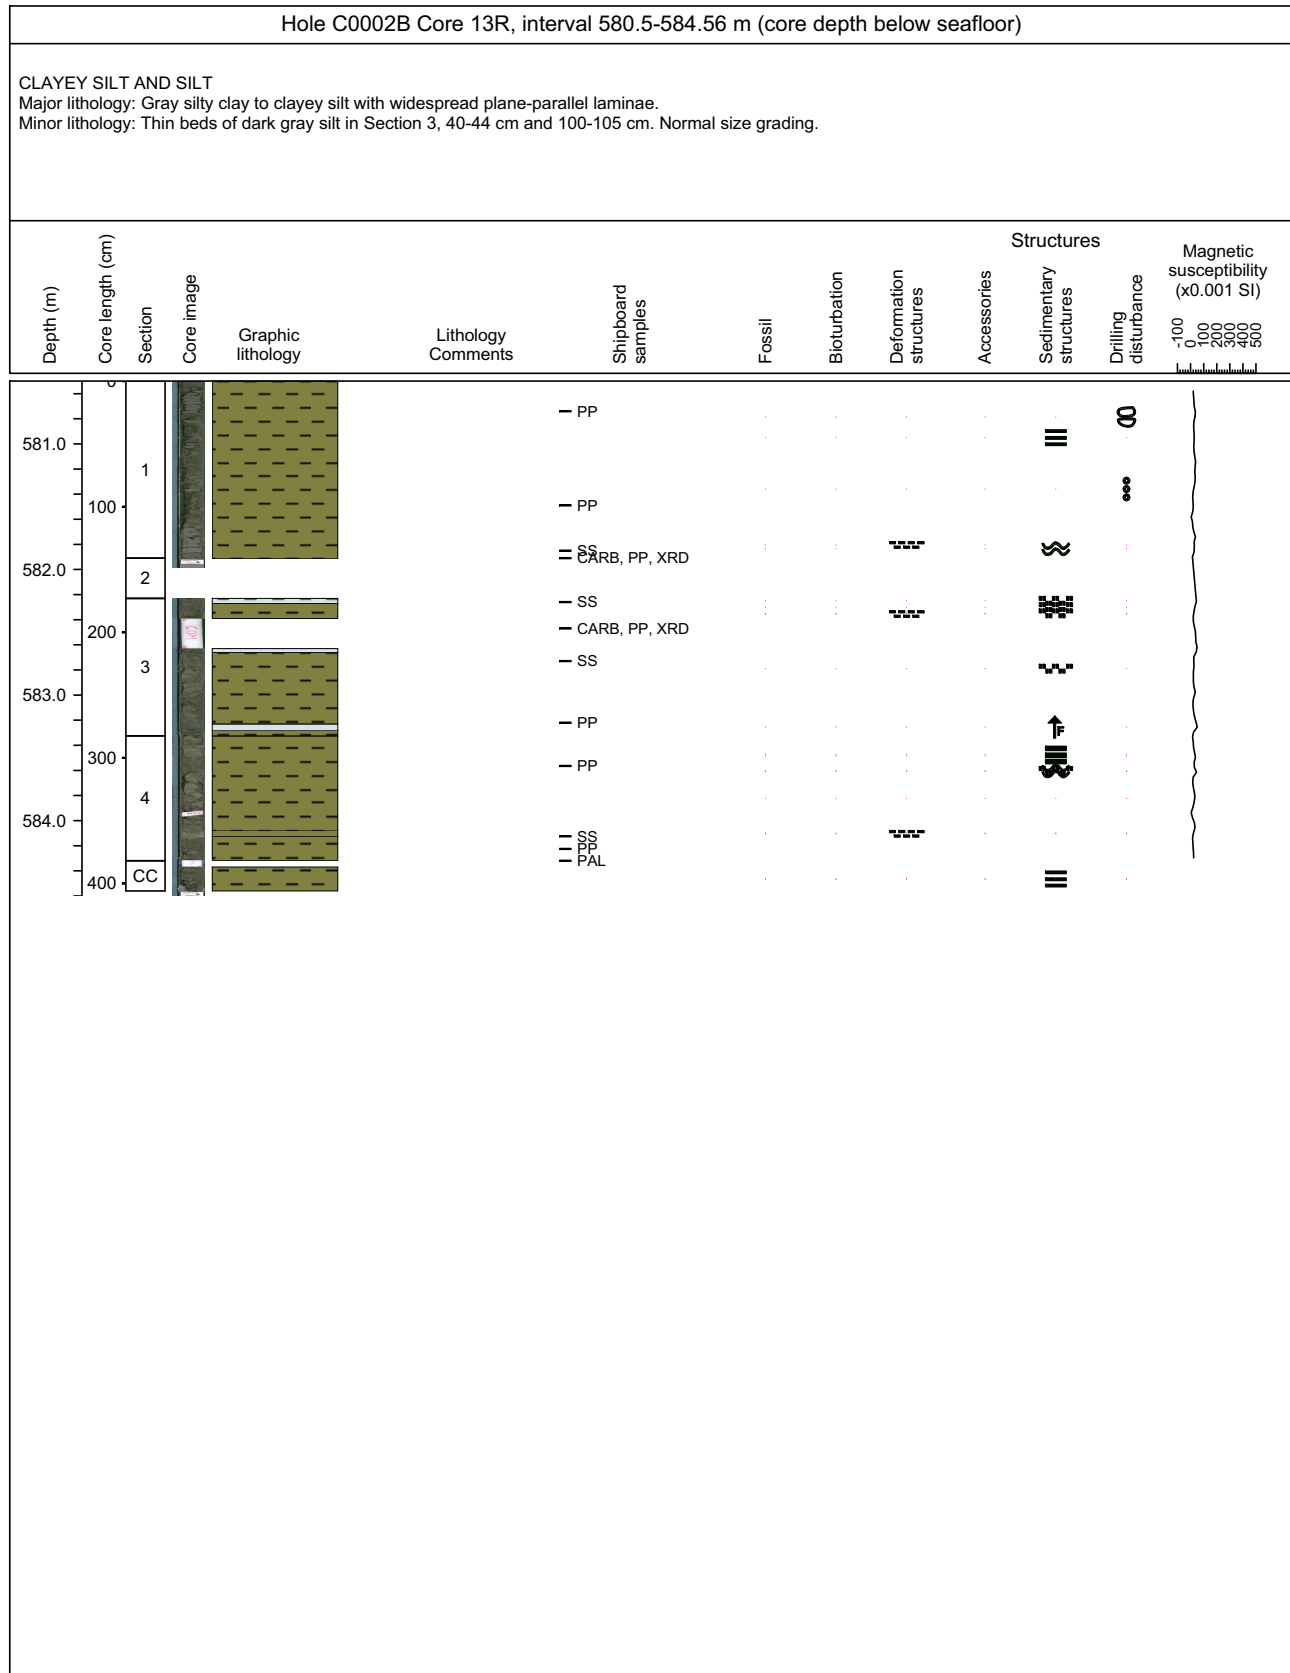 Hole C0002B Core 13R, interval 580.5-584.56 m (core depth below seafloor)
CLAYEY SILT AND SILT
Major lithology: Gray silty clay to clayey silt with widespread plane-parallel laminae.
Minor lithology: Thin beds of dark gray silt in Section 3, 40-44 cm and 100-105 cm. Normal size grading.
Depth (m)
Core length (cm)
Section
Core image
Graphic
lithology
Lithology
Comments
Shipboard
samples
Fossil
Bioturbation
Deformation
structures
Accessories
Structures
Sedimentary
structures
Drilling
disturbance
Magnetic
susceptibility
(x0.001 SI)
-100
0
100
200
300
400
500
0
PP
581.0
1
100
PP
SS
CARB, PP, XRD
582.0
2
SS
200
CARB, PP, XRD
SS
3
583.0
PP
F
300
PP
4
584.0
SS
PP
PAL
CC
400